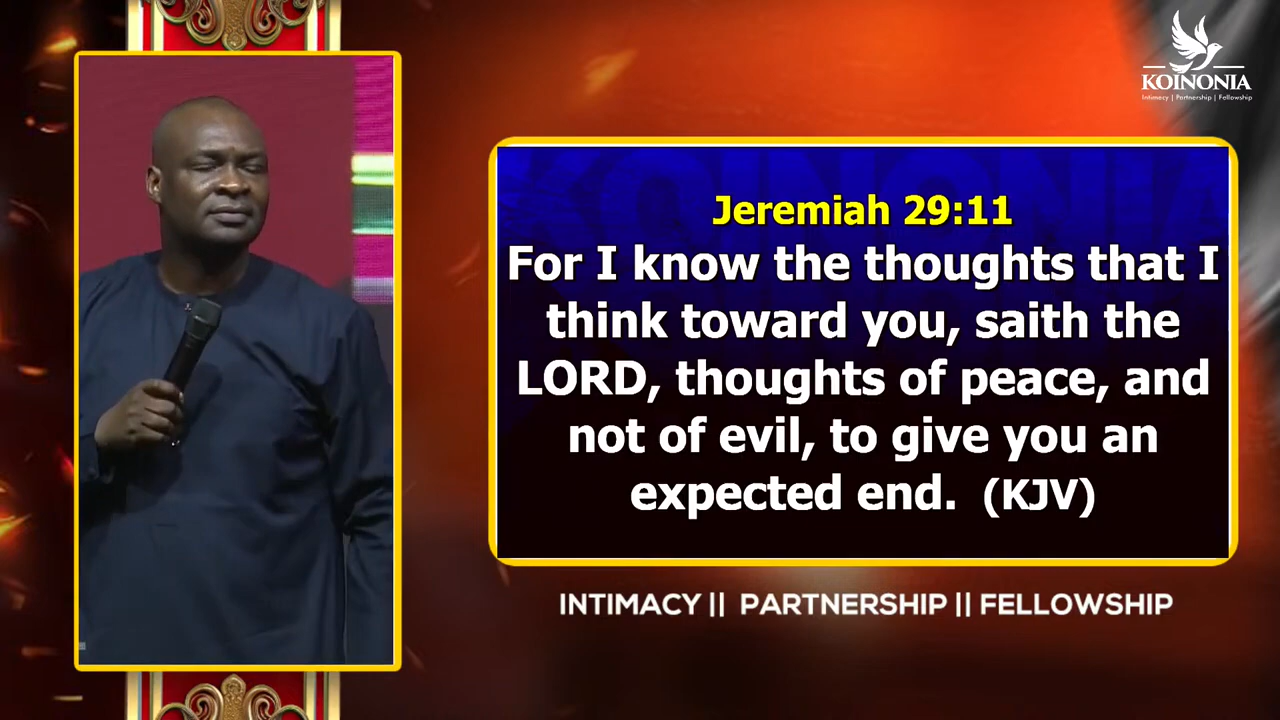 KOINONIA
Intimacy | Partnership | Fellowship
Jeremiah 29:11
For I know the thoughts that I
think toward you, saith the
LORD, thoughts of peace, and
not of evil, to give you an
expected end. (KJV)
INTIMACY || PARTNERSHIP || FELLOWSHIP